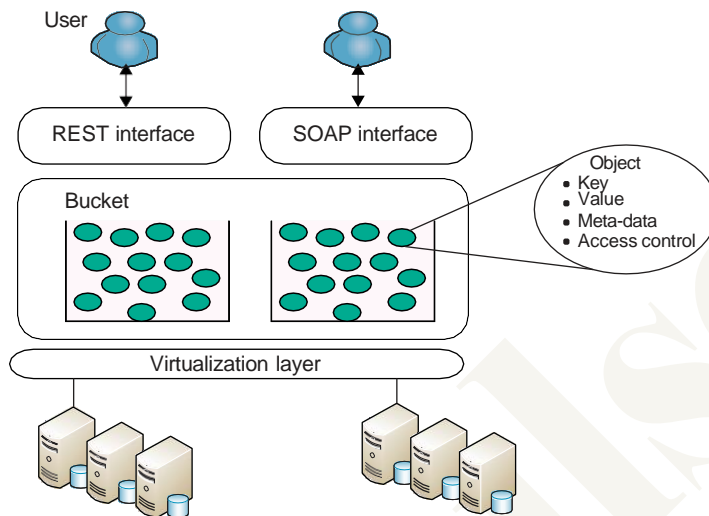 User
REST interface
SOAP interface
Object
• Key
• Value
• Meta-data
• Access control
Bucket
Virtualization layer